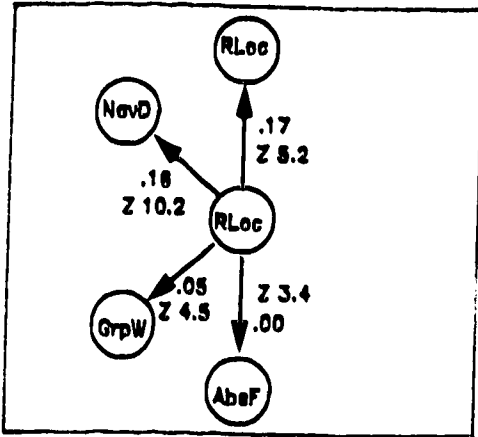 RLoc
NavD
.17
Z 5.2
.16
Z 10.2
RLoc
.05
Z 4.5
Z 3.4
.00
GrpW
AbsF